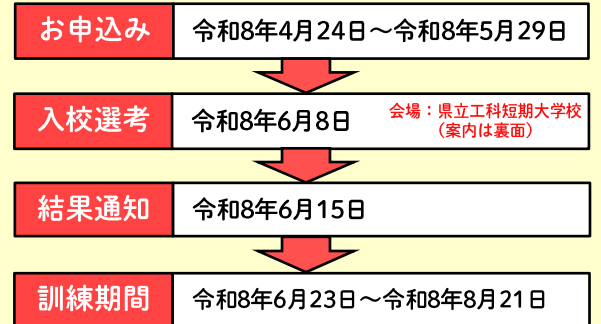 お申込み
令和8年4月24日～令和8年5月29日
入校選考
令和8年6月8日
会場：県立工科短期大学校
（案内は裏面）
結果通知
令和8年6月15日
訓練期間
令和8年6月23日～令和8年8月21日